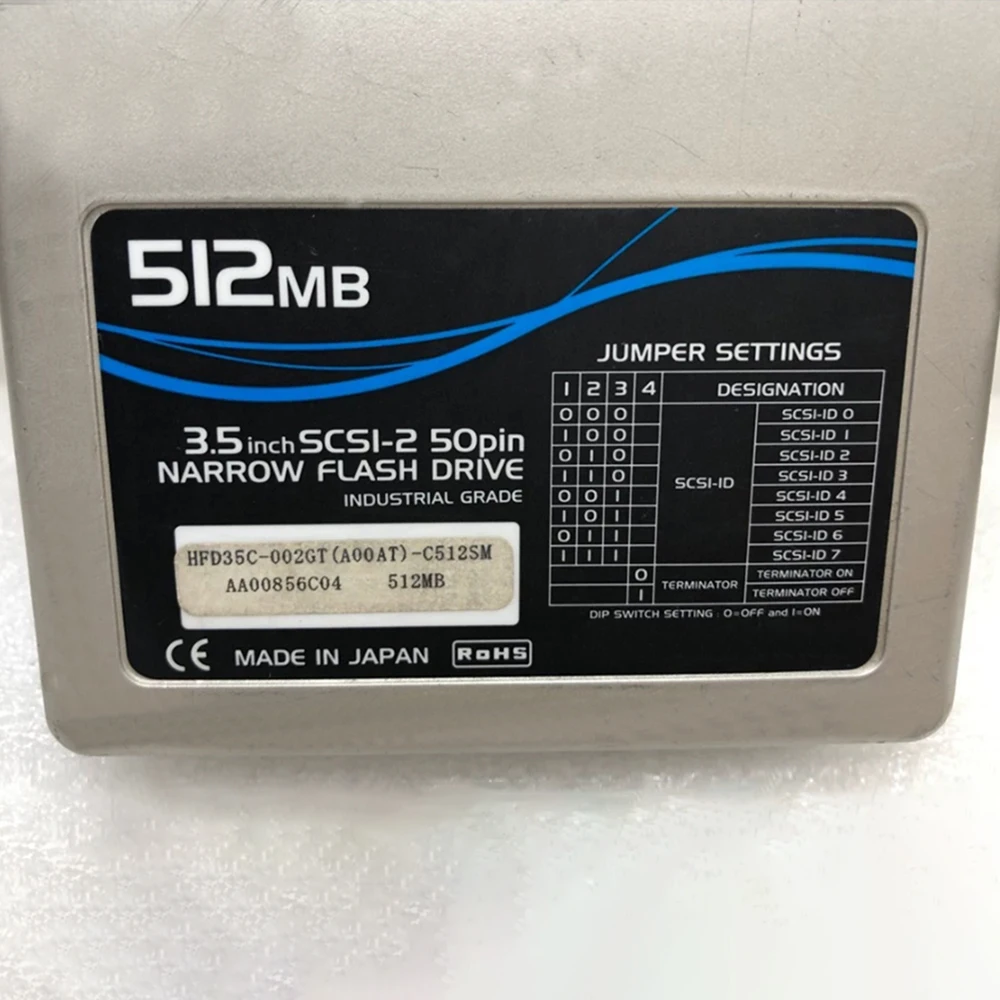 512MB
3.5 inch SCSI-2 50pin
NARROW FLASH DRIVE
INDUSTRIAL GRADE
HFD35C-002GT(A00AT)-C512SM
AA00856C04 512MB
CE MADE IN JAPAN RoHS
JUMPER SETTINGS
1 2 3 4 DESIGNATION
0 0 0 SCSI-ID 0
1 0 0 SCSI-ID 1
0 1 0 SCSI-ID 2
1 1 0 SCSI-ID 3
SCSI-ID
0 0 1 SCSI-ID 4
1 0 1 SCSI-ID 5
0 1 1 SCSI-ID 6
1 1 1 SCSI-ID 7
0 TERMINATOR ON
TERMINATOR
1 TERMINATOR OFF
DIP SWITCH SETTING : 0=OFF and 1=ON